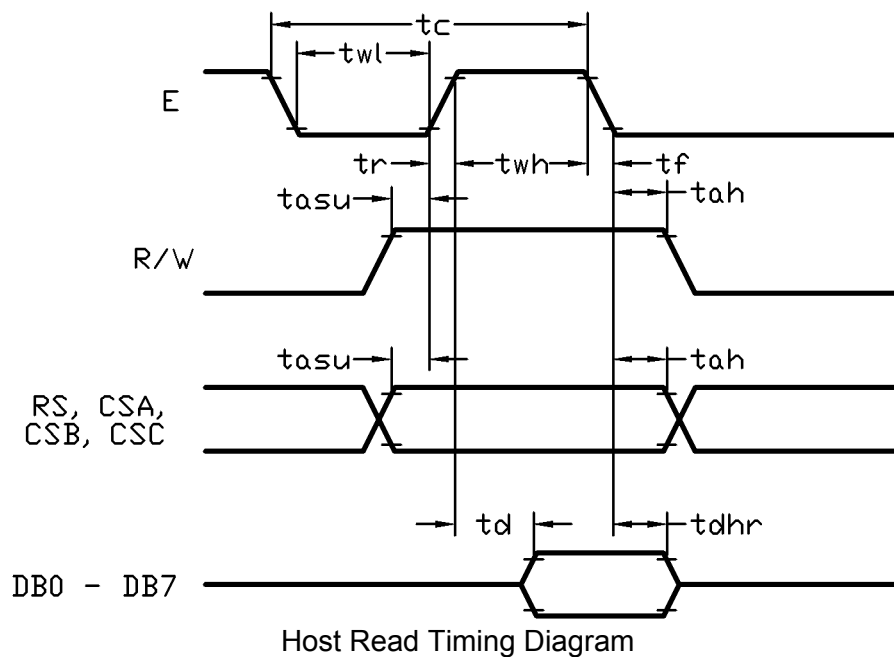 tc
twl
E
tr
twh
tf
tasu
tah
R/W
tasu
tah
RS, CSA,
CSB, CSC
td
tdhr
DB0 - DB7
Host Read Timing Diagram